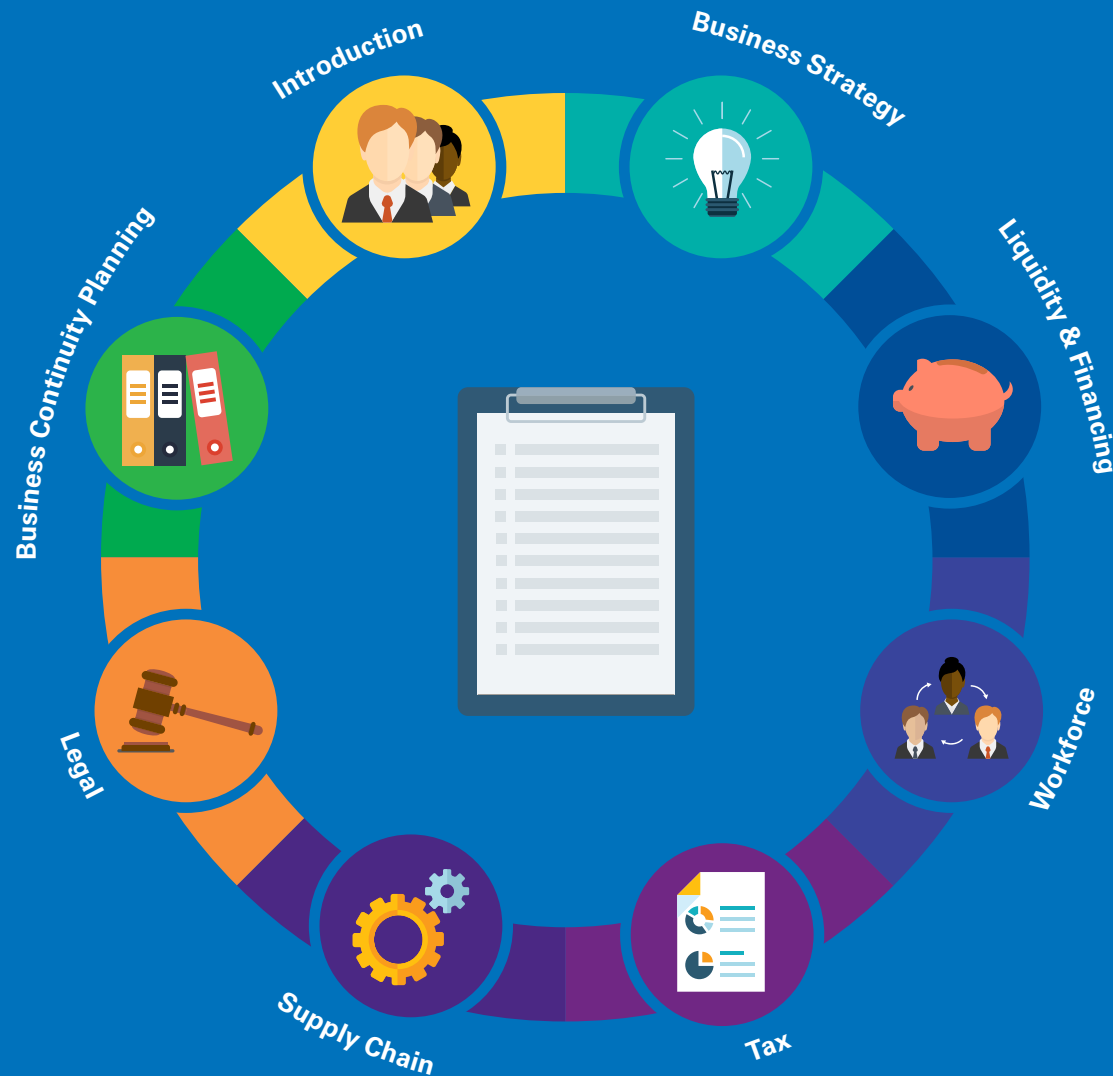 Introduction
Business Strategy
Liquidity & Financing
Workforce
Tax
Supply Chain
Legal
Business Continuity Planning